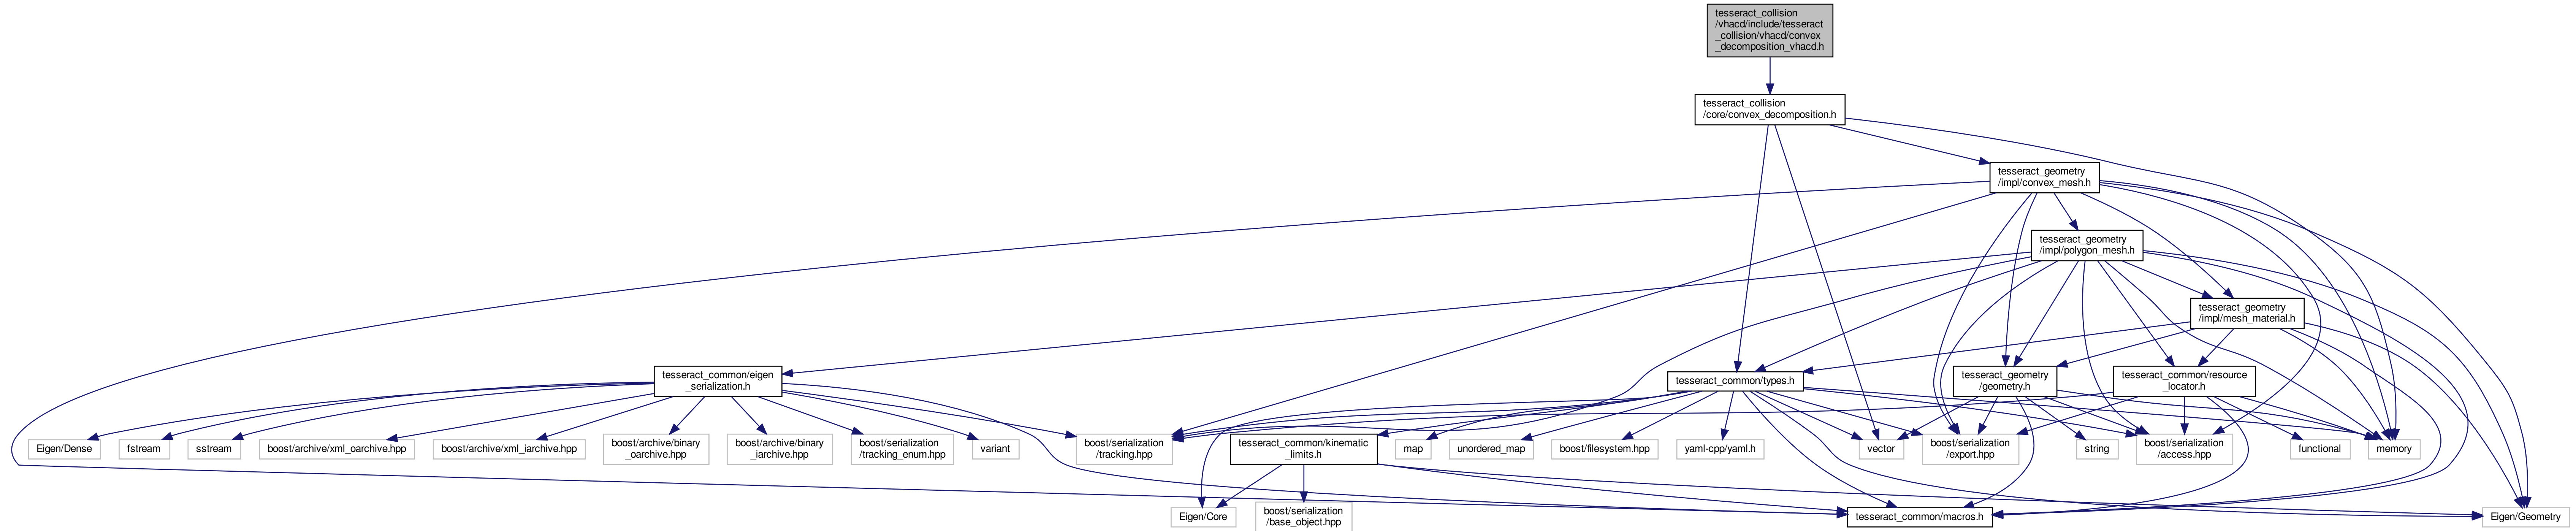 tesseract_collision
/vhacd/include/tesseract
_collision/vhacd/convex
_decomposition_vhacd.h
tesseract_collision
/core/convex_decomposition.h
tesseract_geometry
/impl/convex_mesh.h
tesseract_geometry
/impl/polygon_mesh.h
tesseract_geometry
/impl/mesh_material.h
tesseract_common/eigen
_serialization.h
tesseract_common/types.h
tesseract_geometry
/geometry.h
tesseract_common/resource
_locator.h
Eigen/Dense
fstream
sstream
boost/archive/xml_oarchive.hpp
boost/archive/xml_iarchive.hpp
boost/archive/binary
_oarchive.hpp
boost/archive/binary
_iarchive.hpp
boost/serialization
/tracking_enum.hpp
variant
boost/serialization
/tracking.hpp
tesseract_common/kinematic
_limits.h
map
unordered_map
boost/filesystem.hpp
yaml-cpp/yaml.h
vector
boost/serialization
/export.hpp
string
boost/serialization
/access.hpp
functional
memory
Eigen/Core
boost/serialization
/base_object.hpp
tesseract_common/macros.h
Eigen/Geometry